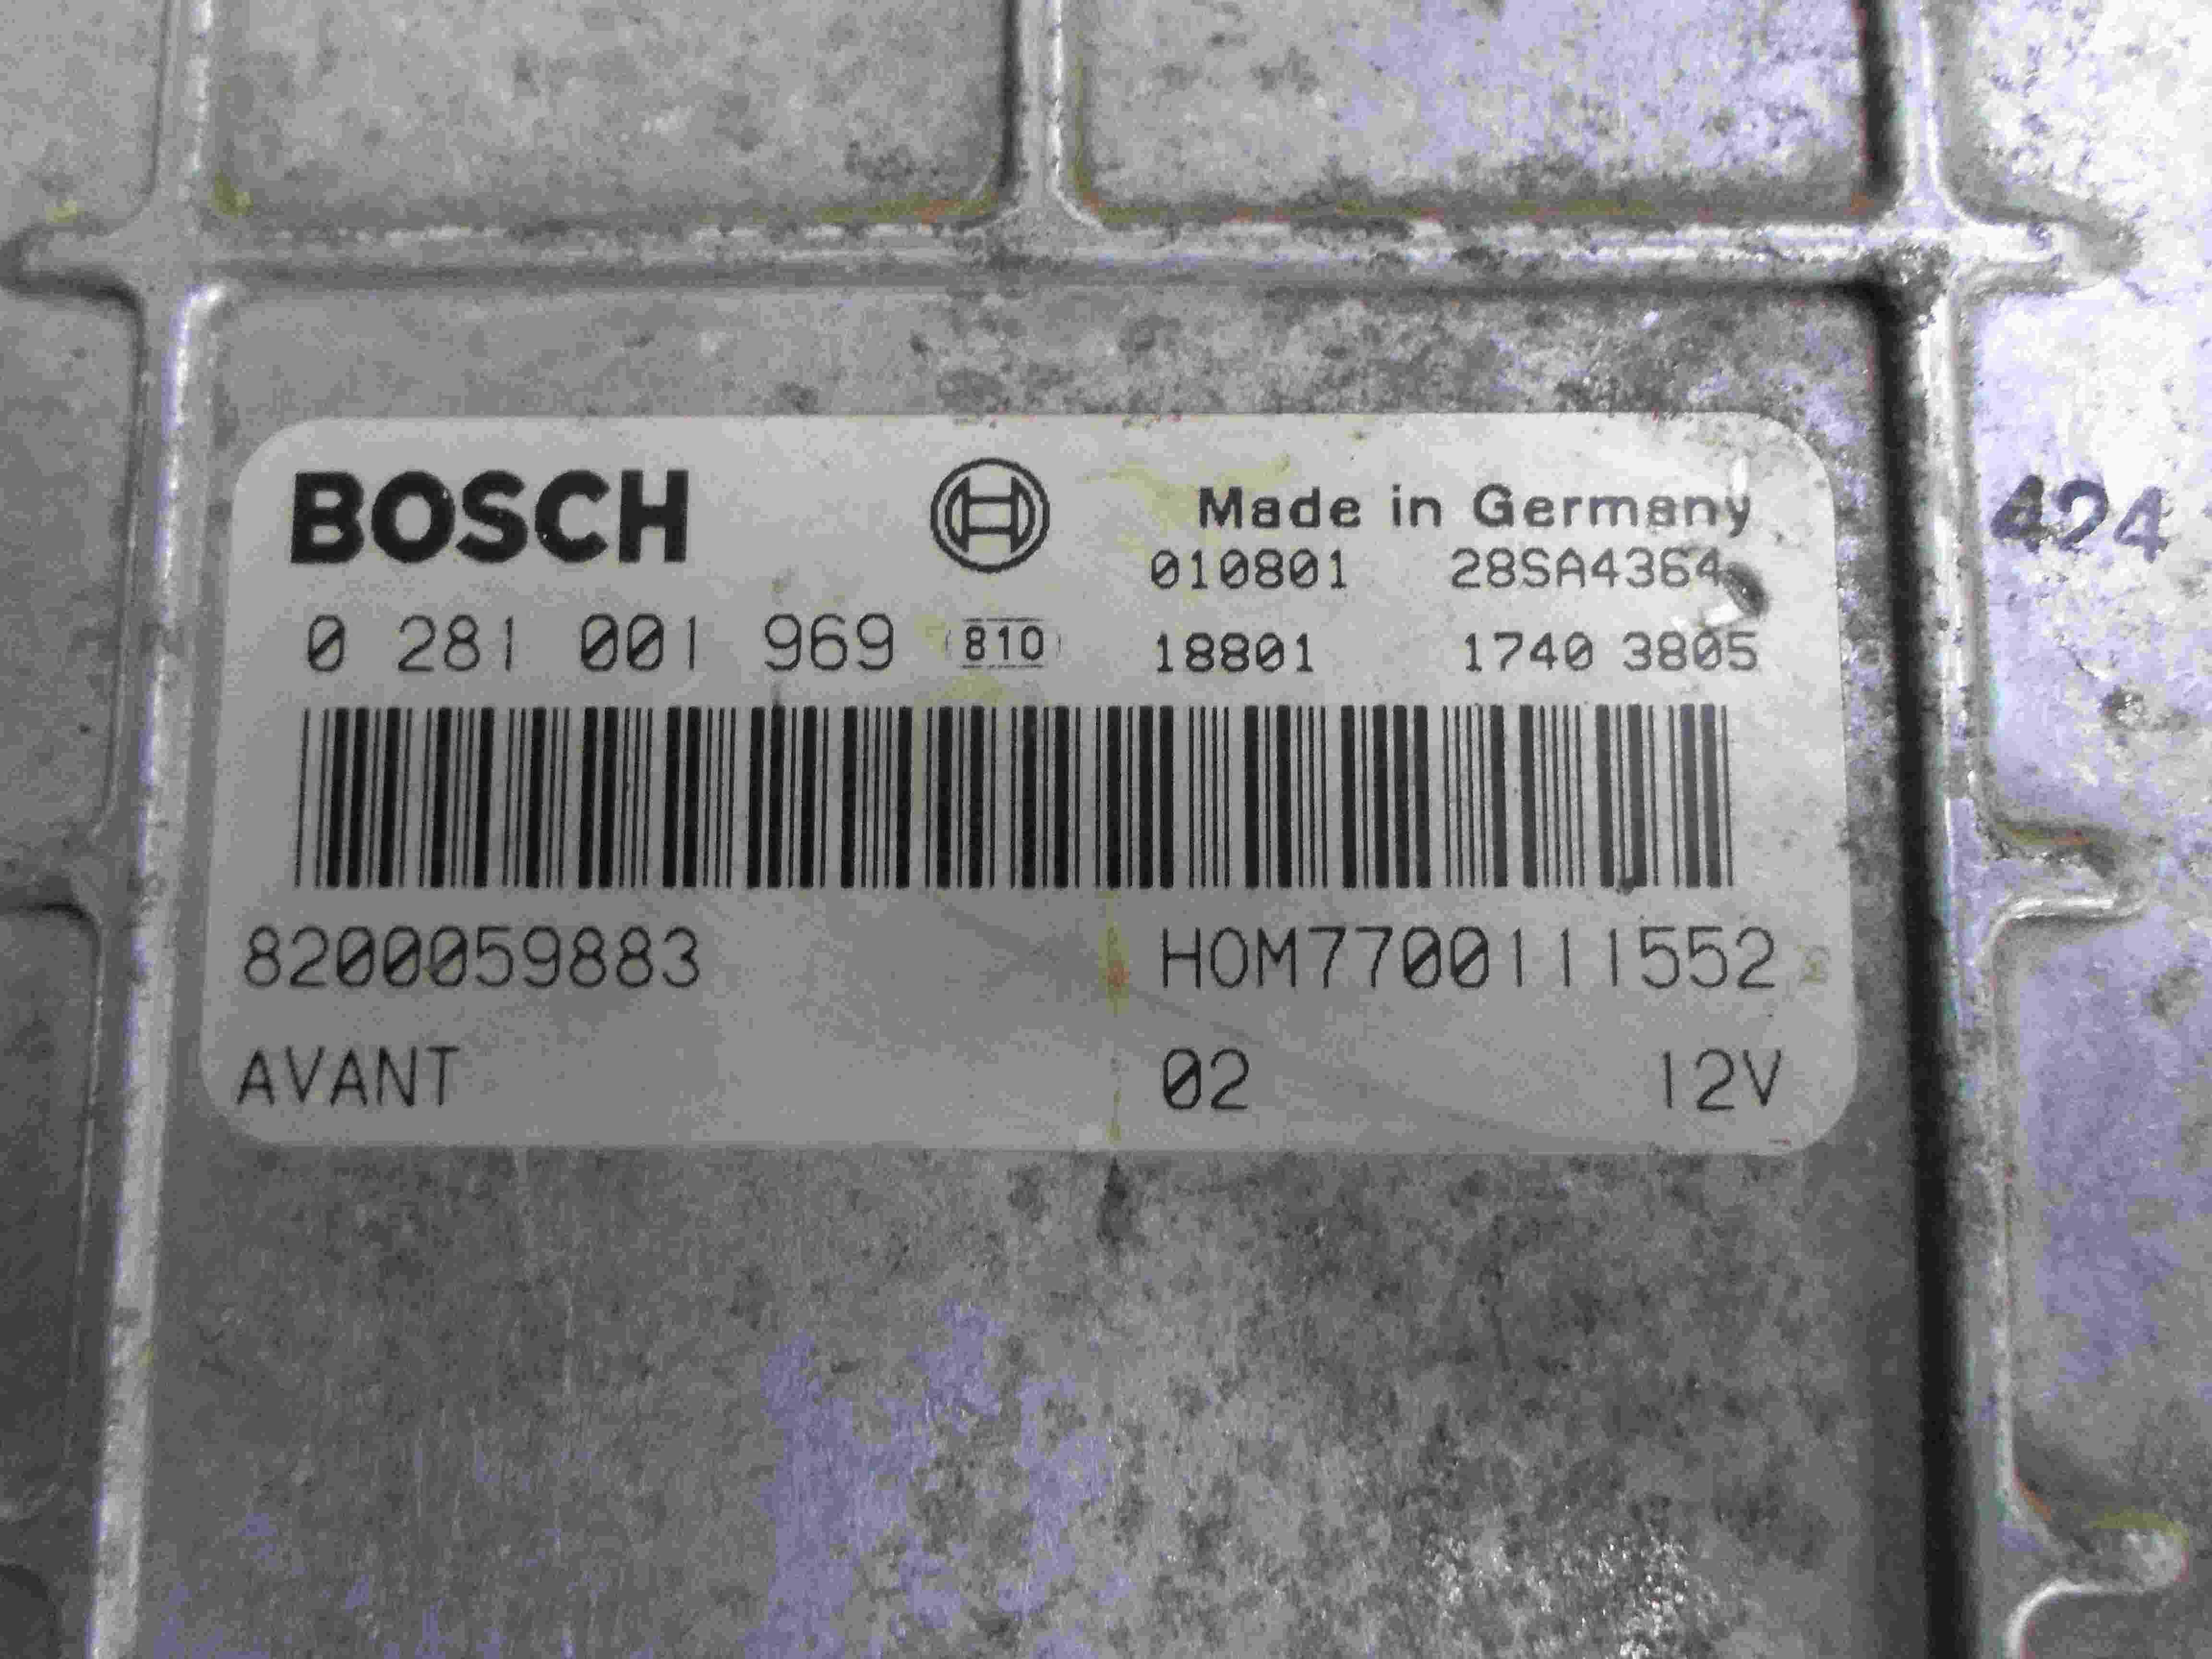 BOSCH
Made in Germany
010801 28SA4364
0 281 001 969 810 18801 1740 3805
8200059883 HOM7700111552
AVANT 02 12V
424